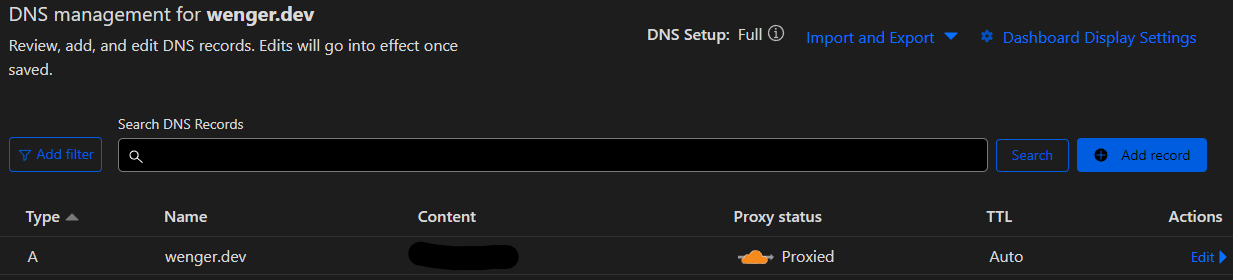 DNS management for wenger.dev
Review, add, and edit DNS records. Edits will go into effect once
saved.
DNS Setup: Full
Import and Export
Dashboard Display Settings
Search DNS Records
Add filter
Search
Add record
Type Name Content Proxy status TTL Actions
A wenger.dev Proxied Auto Edit